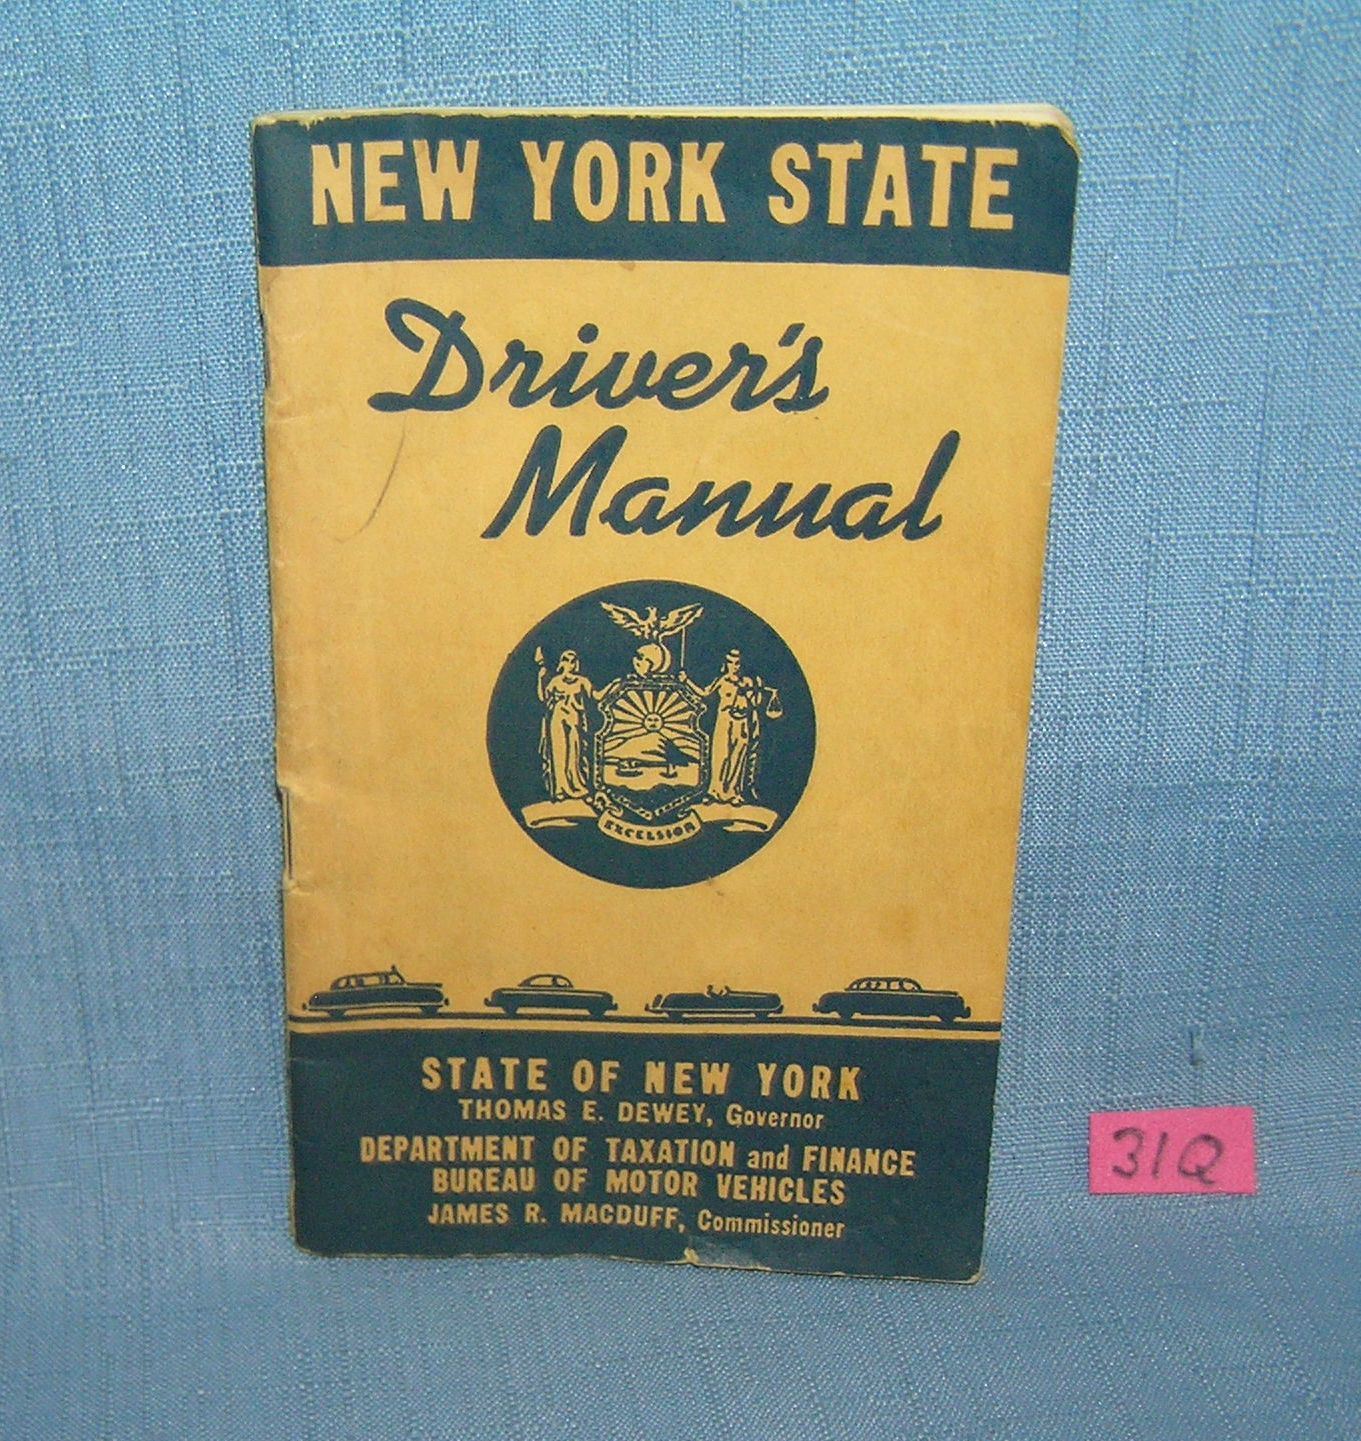 NEW YORK STATE
Driver's
Manual
EXCELSIOR
STATE OF NEW YORK
THOMAS E. DEWEY, Governor
DEPARTMENT OF TAXATION and FINANCE
BUREAU OF MOTOR VEHICLES
JAMES R. MACDUFF, Commissioner
31Q